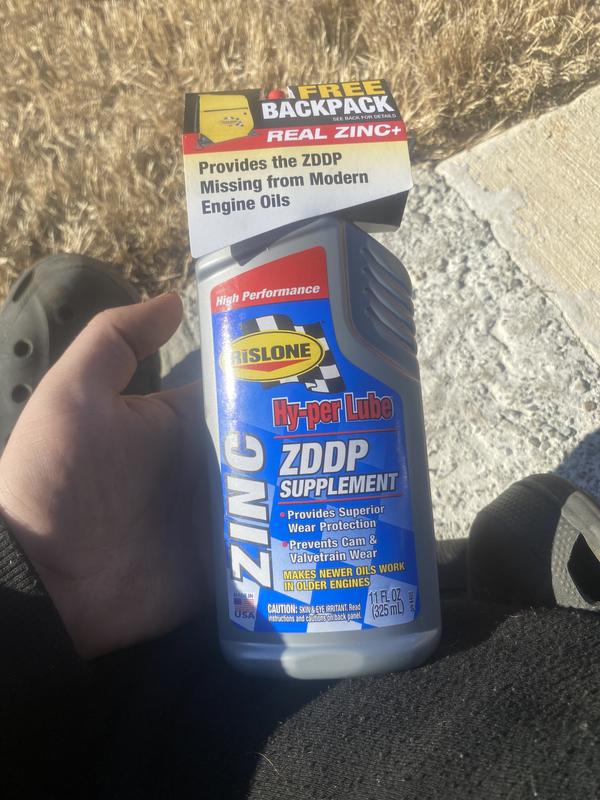 FREE
BACKPACK
SEE BACK FOR DETAILS
REAL ZINC+
Provides the ZDDP
Missing from Modern
Engine Oils
High Performance
RISLONE
Hy-per Lube
ZINC
ZDDP
SUPPLEMENT
• Provides Superior
Wear Protection
• Prevents Cam &
Valvetrain Wear
MAKES NEWER OILS WORK
IN OLDER ENGINES
MADE IN
USA
CAUTION: SKIN & EYE IRRITANT. Read
instructions and cautions on back panel.
11 FL OZ
(325 mL)